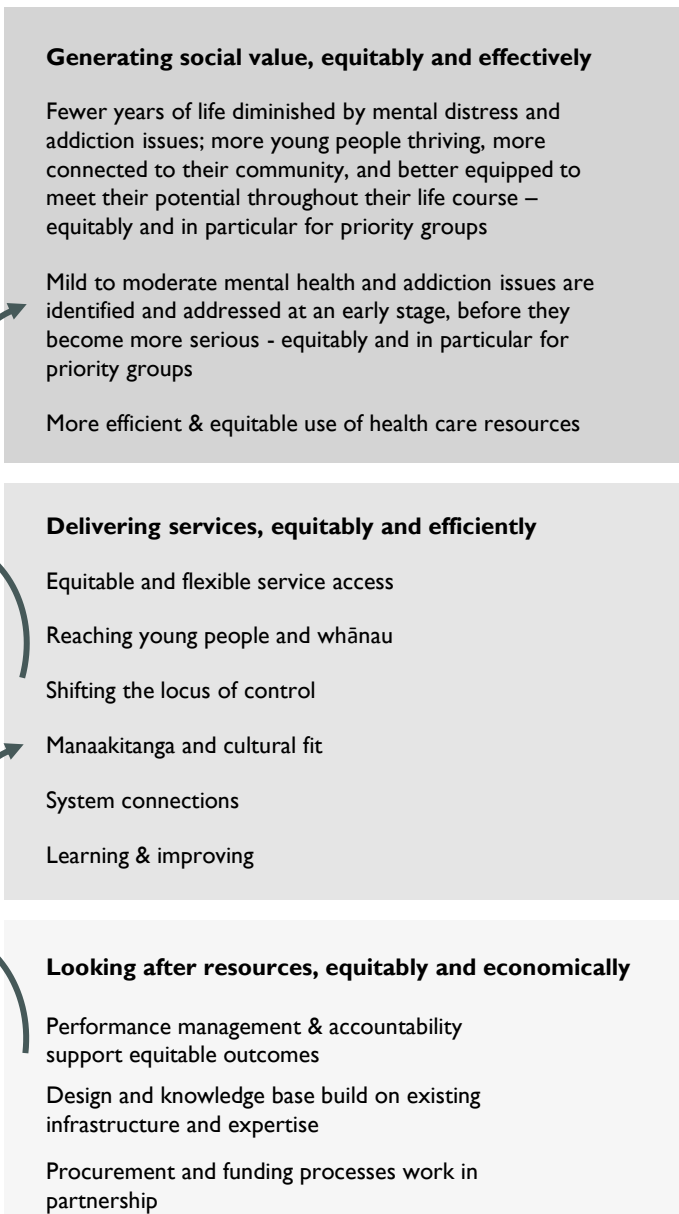 Generating social value, equitably and effectively
Fewer years of life diminished by mental distress and
addiction issues; more young people thriving, more
connected to their community, and better equipped to
meet their potential throughout their life course –
equitably and in particular for priority groups
Mild to moderate mental health and addiction issues are
identified and addressed at an early stage, before they
become more serious - equitably and in particular for
priority groups
More efficient & equitable use of health care resources
Delivering services, equitably and efficiently
Equitable and flexible service access
Reaching young people and whānau
Shifting the locus of control
Manaakitanga and cultural fit
System connections
Learning & improving
Looking after resources, equitably and economically
Performance management & accountability
support equitable outcomes
Design and knowledge base build on existing
infrastructure and expertise
Procurement and funding processes work in
partnership